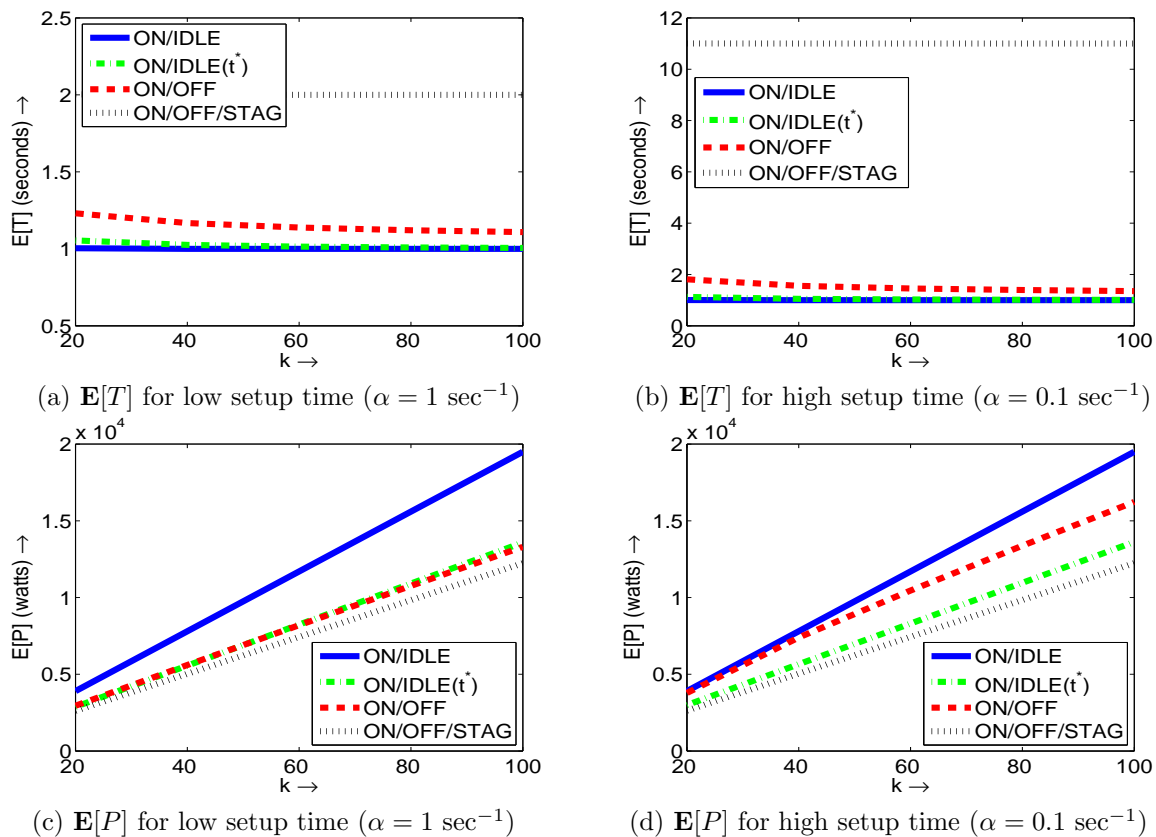 2.5
2
1.5
1
0.5
E[T] (seconds) →
ON/IDLE
ON/IDLE(t*)
ON/OFF
ON/OFF/STAG
20 40 60 80 100
k →
(a) E[T] for low setup time (α = 1 sec⁻¹)
12
10
8
6
4
2
0
E[T] (seconds) →
ON/IDLE
ON/IDLE(t*)
ON/OFF
ON/OFF/STAG
20 40 60 80 100
k →
(b) E[T] for high setup time (α = 0.1 sec⁻¹)
x 10⁴
2
1.5
1
0.5
0
E[P] (watts) →
ON/IDLE
ON/IDLE(t*)
ON/OFF
ON/OFF/STAG
20 40 60 80 100
k →
(c) E[P] for low setup time (α = 1 sec⁻¹)
x 10⁴
2
1.5
1
0.5
0
E[P] (watts) →
ON/IDLE
ON/IDLE(t*)
ON/OFF
ON/OFF/STAG
20 40 60 80 100
k →
(d) E[P] for high setup time (α = 0.1 sec⁻¹)